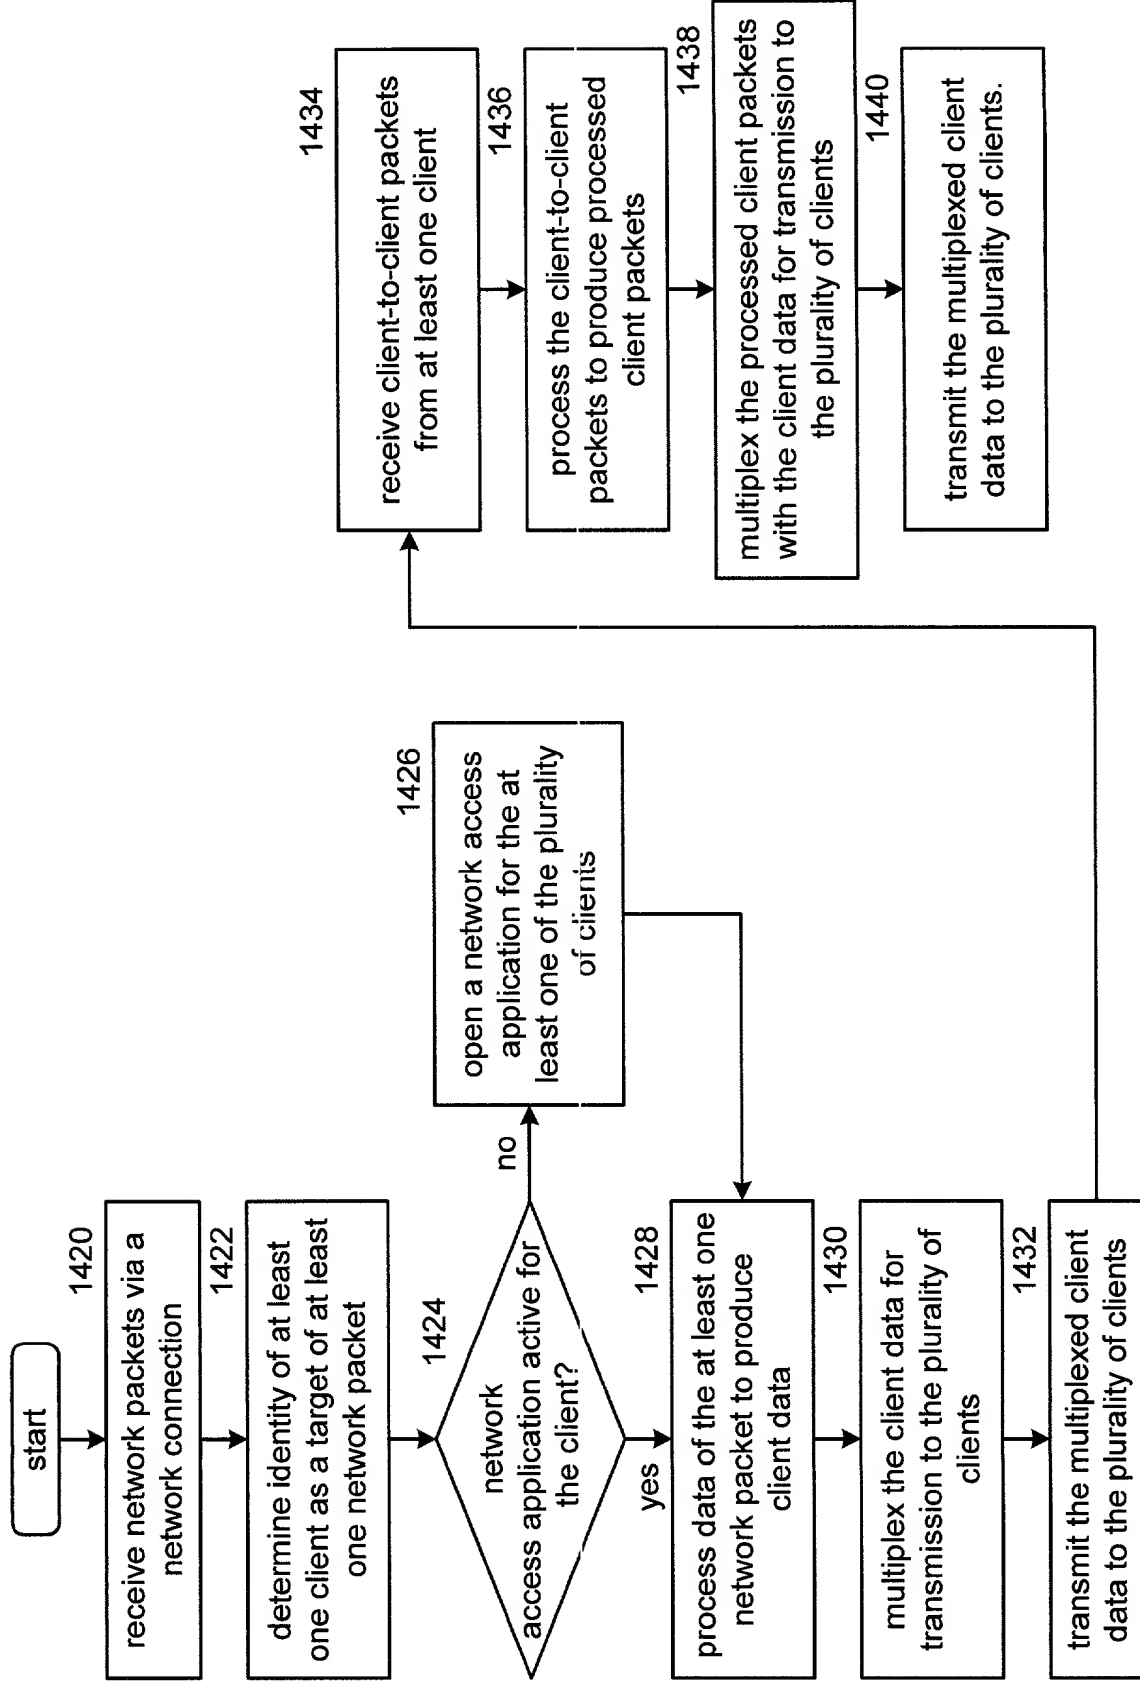 start
1420
receive network packets via a
network connection
1422
determine identity of at least
one client as a target of at least
one network packet
1424
network
access application active for
the client?
no
yes
1426
open a network access
application for the at
least one of the plurality
of clients
1428
process data of the at least one
network packet to produce
client data
1430
multiplex the client data for
transmission to the plurality of
clients
1432
transmit the multiplexed client
data to the plurality of clients
1434
receive client-to-client packets
from at least one client
1436
process the client-to-client
packets to produce processed
client packets
1438
multiplex the processed client packets
with the client data for transmission to
the plurality of clients
1440
transmit the multiplexed client
data to the plurality of clients.